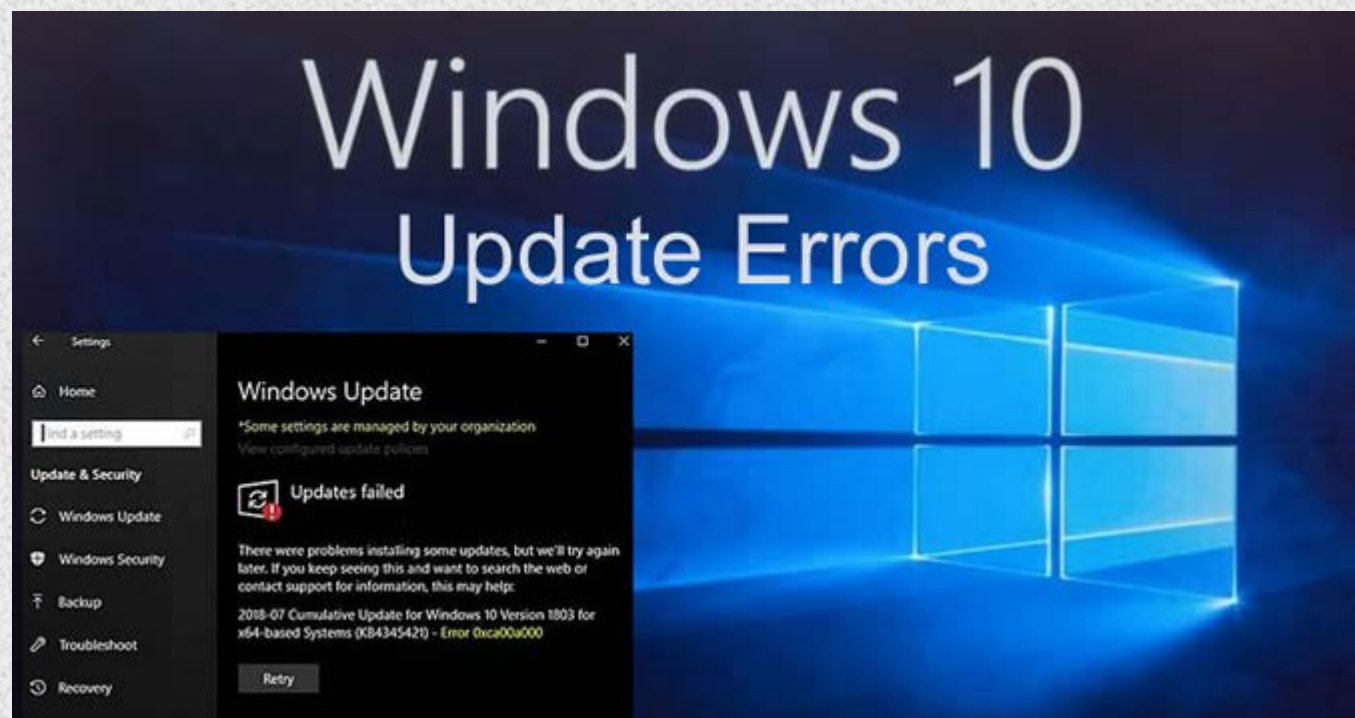 Windows 10
Update Errors
Settings
Home
Windows Update
*Some settings are managed by your organization
Find a setting
View configured update policies
Update & Security
Updates failed
Windows Update
Windows Security
There were problems installing some updates, but we'll try again
later. If you keep seeing this and want to search the web or
contact support for information, this may help:
Backup
2018-07 Cumulative Update for Windows 10 Version 1803 for
x64-based Systems (KB4345421) - Error 0xca00a000
Troubleshoot
Retry
Recovery